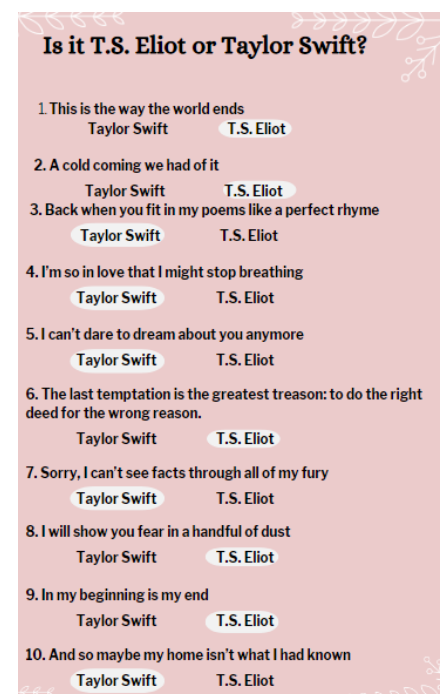 Is it T.S. Eliot or Taylor Swift?
1. This is the way the world ends
Taylor Swift T.S. Eliot
2. A cold coming we had of it
Taylor Swift T.S. Eliot
3. Back when you fit in my poems like a perfect rhyme
Taylor Swift T.S. Eliot
4. I'm so in love that I might stop breathing
Taylor Swift T.S. Eliot
5. I can't dare to dream about you anymore
Taylor Swift T.S. Eliot
6. The last temptation is the greatest treason: to do the right
deed for the wrong reason.
Taylor Swift T.S. Eliot
7. Sorry, I can't see facts through all of my fury
Taylor Swift T.S. Eliot
8. I will show you fear in a handful of dust
Taylor Swift T.S. Eliot
9. In my beginning is my end
Taylor Swift T.S. Eliot
10. And so maybe my home isn't what I had known
Taylor Swift T.S. Eliot